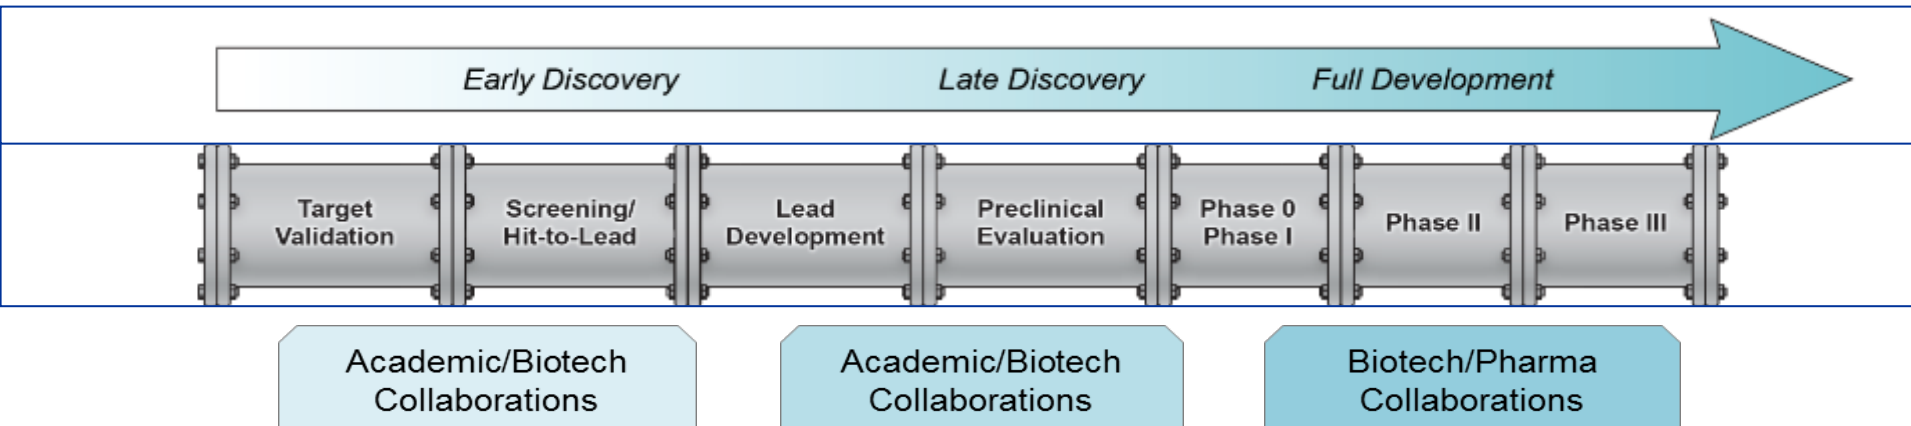 Early Discovery Late Discovery Full Development
Target
Validation
Screening/
Hit-to-Lead
Lead
Development
Preclinical
Evaluation
Phase 0
Phase I
Phase II
Phase III
Academic/Biotech
Collaborations
Academic/Biotech
Collaborations
Biotech/Pharma
Collaborations